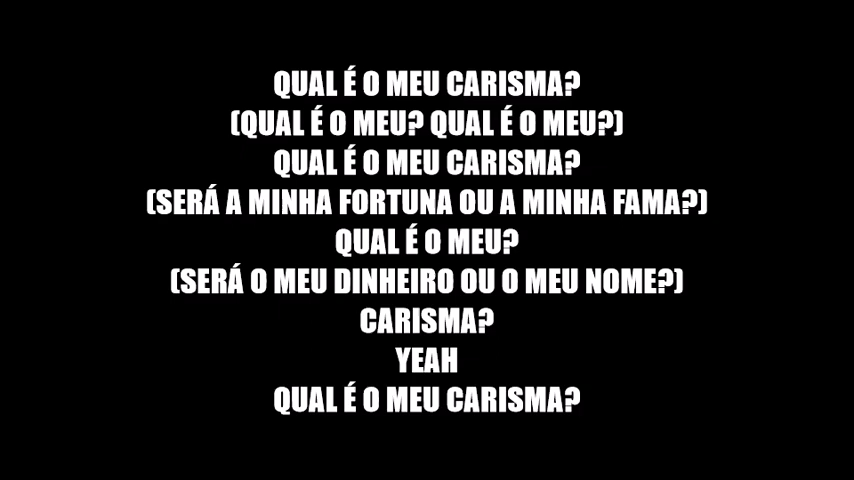 QUAL É O MEU CARISMA?
(QUAL É O MEU? QUAL É O MEU?)
QUAL É O MEU CARISMA?
(SERÁ A MINHA FORTUNA OU A MINHA FAMA?)
QUAL É O MEU?
(SERÁ O MEU DINHEIRO OU O MEU NOME?)
CARISMA?
YEAH
QUAL É O MEU CARISMA?